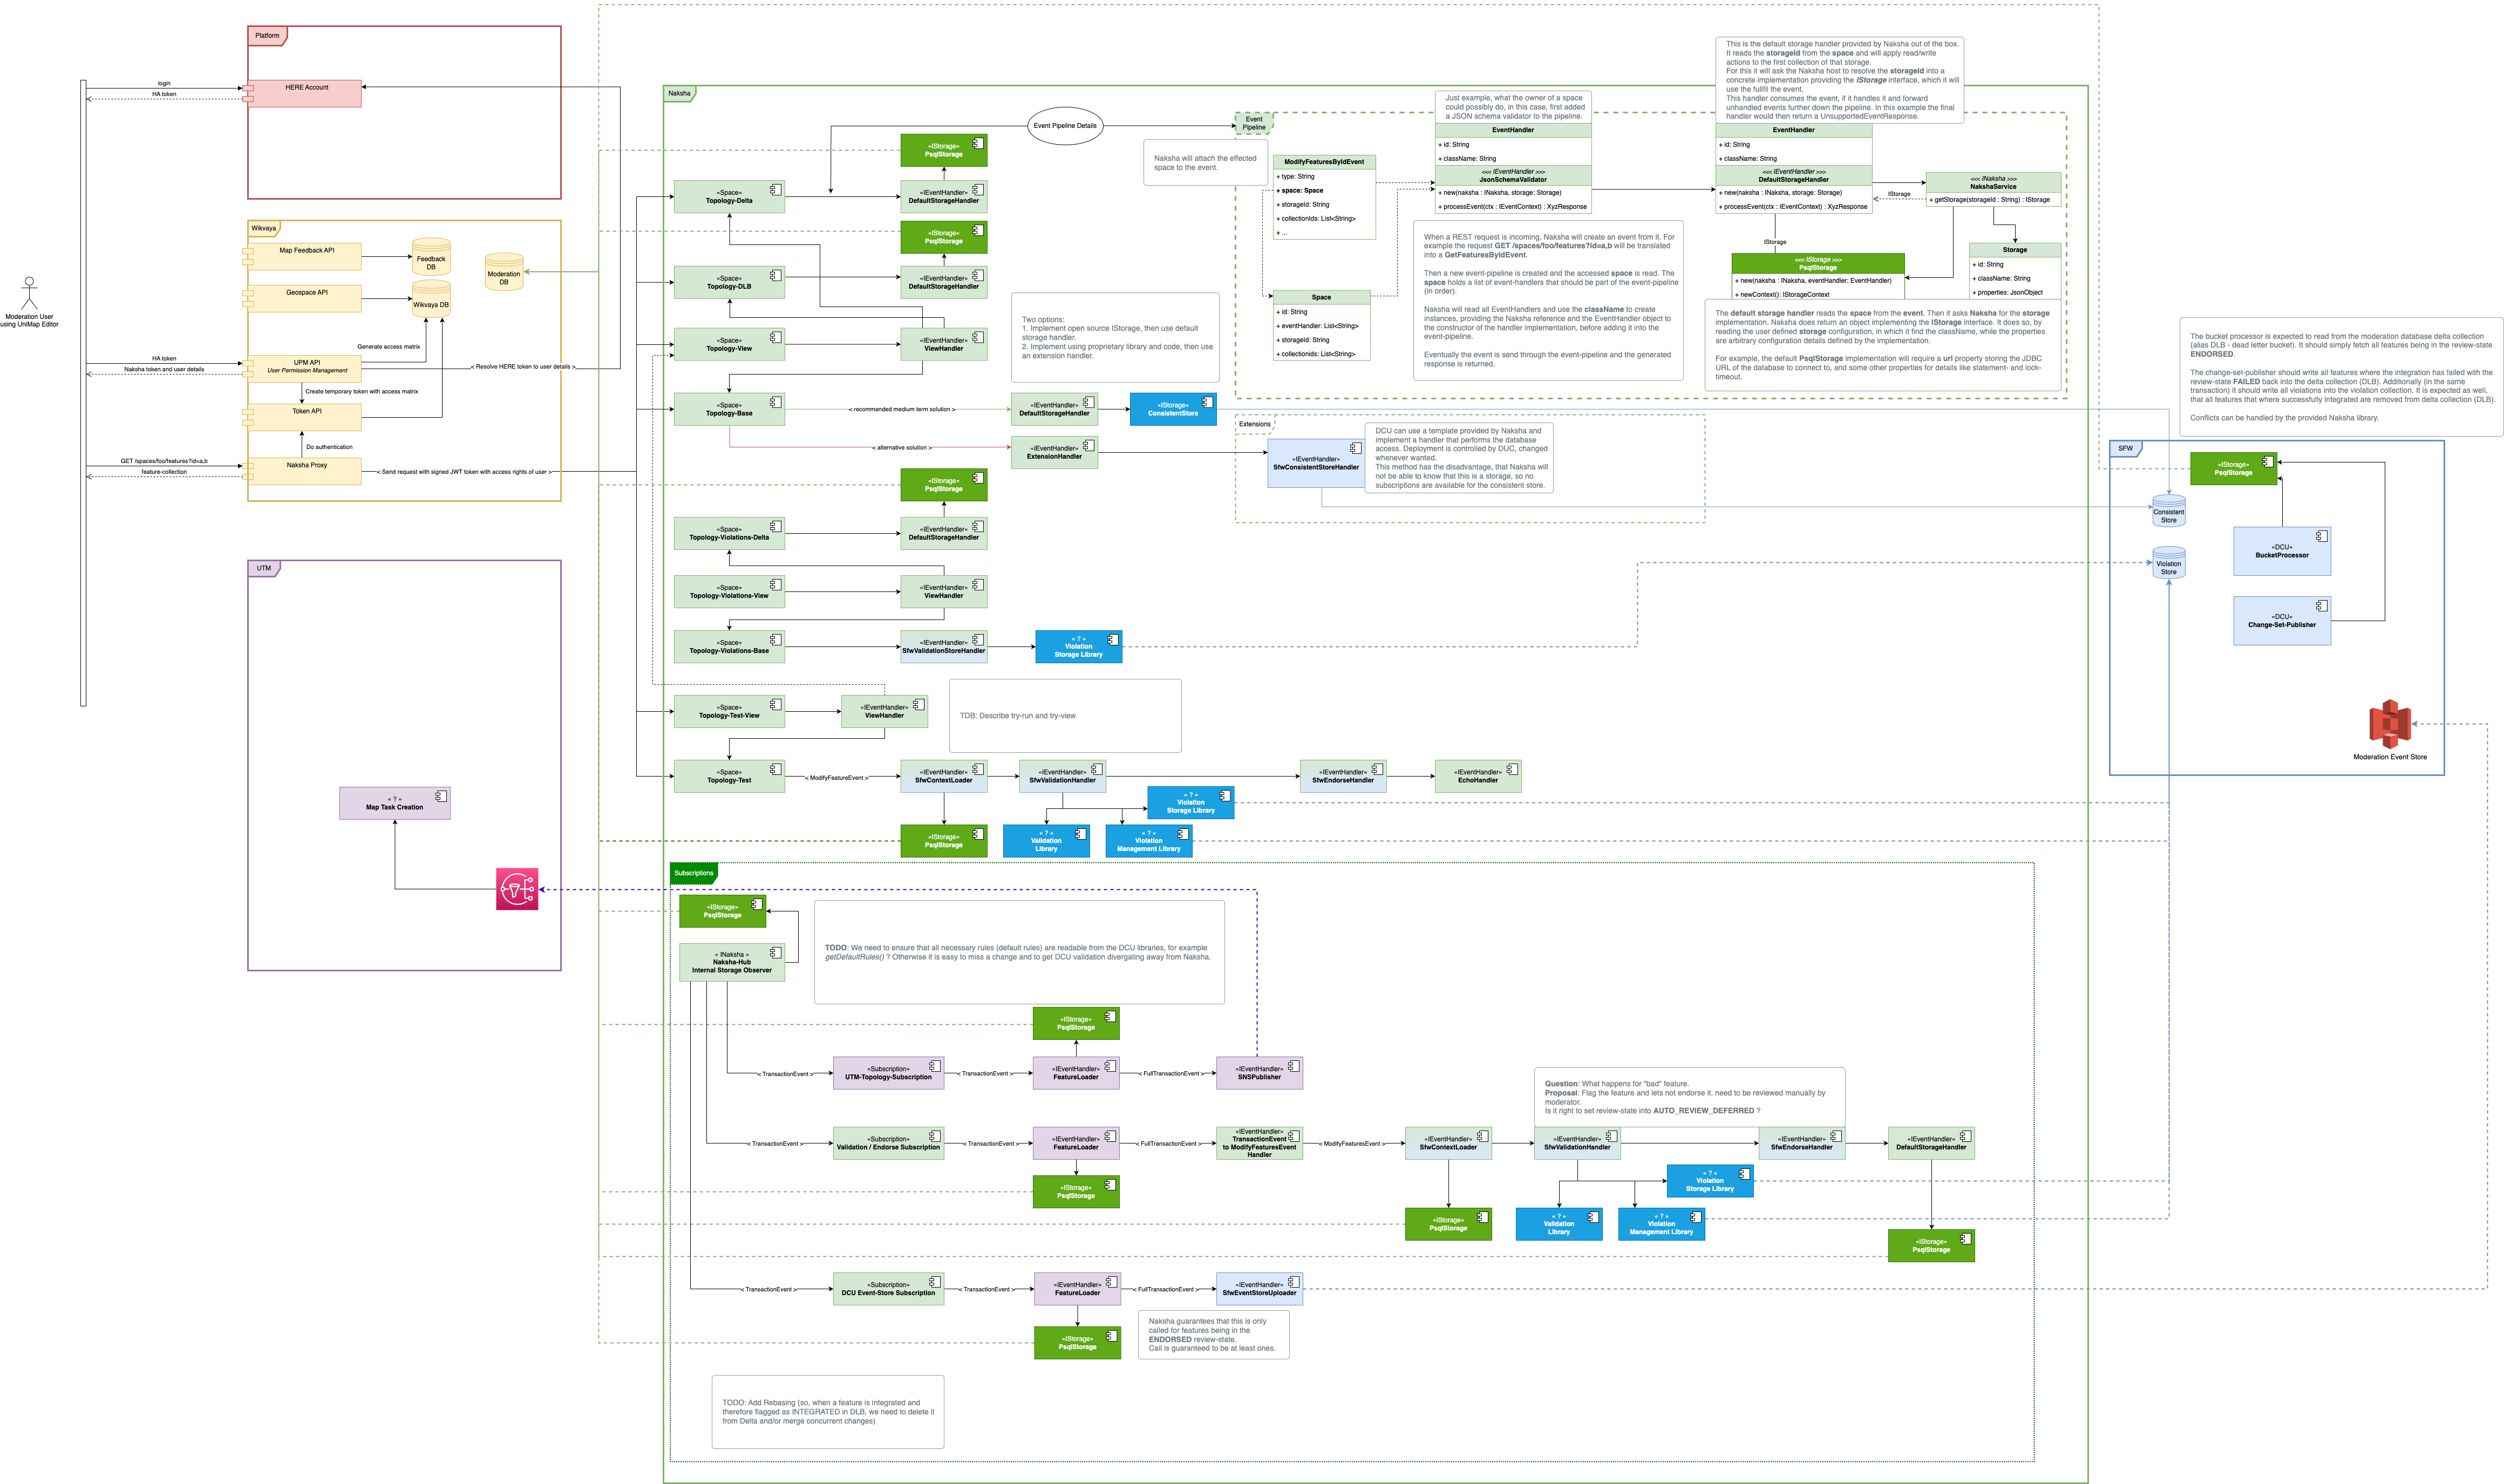 Platform
HERE Account
login
HA token
Moderation User
using UniMap Editor
Wikvaya
Map Feedback API
Feedback
DB
Moderation
DB
Geospace API
Wikvaya DB
Generate access matrix
HA token
Naksha token and user details
UPM API
User Permission Management
< Resolve HERE token to user details >
Create temporary token with access matrix
Token API
Do authentication
GET /spaces/foo/features?id=a,b
feature-collection
Naksha Proxy
< Send request with signed JWT token with access rights of user >
UTM
« ? »
Map Task Creation
Naksha
Event Pipeline Details
«IStorage»
PsqlStorage
«Space»
Topology-Delta
«IEventHandler»
DefaultStorageHandler
«IStorage»
PsqlStorage
«Space»
Topology-DLB
«IEventHandler»
DefaultStorageHandler
«Space»
Topology-View
«IEventHandler»
ViewHandler
Two options:
1. Implement open source IStorage, then use default
storage handler.
2. Implement using proprietary library and code, then use
an extension handler.
«Space»
Topology-Base
< recommended medium term solution >
«IEventHandler»
DefaultStorageHandler
«IStorage»
ConsistentStore
< alternative solution >
«IEventHandler»
ExtensionHandler
Extensions
«IEventHandler»
SfwConsistentStoreHandler
DCU can use a template provided by Naksha and
implement a handler that performs the database
access. Deployment is controlled by DUC, changed
whenever wanted.
This method has the disadvantage, that Naksha will
not be able to know that this is a storage, so no
subscriptions are available for the consistent store.
«IStorage»
PsqlStorage
«Space»
Topology-Violations-Delta
«IEventHandler»
DefaultStorageHandler
«Space»
Topology-Violations-View
«IEventHandler»
ViewHandler
«Space»
Topology-Violations-Base
«IEventHandler»
SfwValidationStoreHandler
« ? »
Violation
Storage Library
«Space»
Topology-Test-View
«IEventHandler»
ViewHandler
TDB: Describe try-run and try-view
«Space»
Topology-Test
< ModifyFeatureEvent >
«IEventHandler»
SfwContextLoader
«IEventHandler»
SfwValidationHandler
«IEventHandler»
SfwEndorseHandler
«IEventHandler»
EchoHandler
« ? »
Violation
Storage Library
«IStorage»
PsqlStorage
« ? »
Validation
Library
« ? »
Violation
Management Library
Event
Pipeline
Naksha will attach the effected
space to the event.
ModifyFeaturesByIdEvent
+ type: String
+ space: Space
+ storageId: String
+ collectionIds: List<String>
+ ...
Space
+ id: String
+ eventHandler: List<String>
+ storageId: String
+ collectionids: List<String>
Just example, what the owner of a space
could possibly do, in this case, first added
a JSON schema validator to the pipeline.
EventHandler
+ id: String
+ className: String
<<< IEventHandler >>>
JsonSchemaValidator
+ new(naksha : INaksha, storage: Storage)
+ processEvent(ctx : IEventContext) : XyzResponse
When a REST request is incoming, Naksha will create an event from it. For
example the request GET /spaces/foo/features?id=a,b will be translated
into a GetFeaturesByIdEvent.
Then a new event-pipeline is created and the accessed space is read. The
space holds a list of event-handlers that should be part of the event-pipeline
(in order).
Naksha will read all EventHandlers and use the className to create
instances, providing the Naksha reference and the EventHandler object to
the constructor of the handler implementation, before adding it into the
event-pipeline.
Eventually the event is send through the event-pipeline and the generated
response is returned.
This is the default storage handler provided by Naksha out of the box.
It reads the storageId from the space and will apply read/write
actions to the first collection of that storage.
For this it will ask the Naksha host to resolve the storageId into a
concrete implementation providing the IStorage interface, which it will
use the fullfil the event.
This handler consumes the event, if it handles it and forward
unhandled events further down the pipeline. In this example the final
handler would then return a UnsupportedEventResponse.
EventHandler
+ id: String
+ className: String
<<< IEventHandler >>>
DefaultStorageHandler
+ new(naksha : INaksha, storage: Storage)
+ processEvent(ctx : IEventContext) : XyzResponse
IStorage
<<< INaksha >>>
NakshaService
+ getStorage(storageId : String) : IStorage
IStorage
<<< IStorage >>>
PsqlStorage
+ new(naksha : INaksha, eventHandler: EventHandler)
+ newContext(): IStorageContext
Storage
+ id: String
+ className: String
+ properties: JsonObject
The default storage handler reads the space from the event. Then it asks Naksha for the storage
implementation. Naksha does return an object implementing the IStorage interface. It does so, by
reading the user defined storage configuration, in which it find the className, while the properties
are arbitrary configuration details defined by the implementation.
For example, the default PsqlStorage implementation will require a url property storing the JDBC
URL of the database to connect to, and some other properties for details like statement- and lock-
timeout.
The bucket processor is expected to read from the moderation database delta collection
(alias DLB - dead letter bucket). It should simply fetch all features being in the review-state
ENDORSED.
The change-set-publisher should write all features where the integration has failed with the
review-state FAILED back into the delta collection (DLB). Additionally (in the same
transaction) it should write all violations into the violation collection. It is expected as well,
that all features that where successfully integrated are removed from delta collection (DLB).
Conflicts can be handled by the provided Naksha library.
SFW
«IStorage»
PsqlStorage
Consistent
Store
Violation
Store
«DCU»
BucketProcessor
«DCU»
Change-Set-Publisher
Moderation Event Store
Subscriptions
«IStorage»
PsqlStorage
« INaksha »
Naksha-Hub
Internal Storage Observer
TODO: We need to ensure that all necessary rules (default rules) are readable from the DCU libraries, for example
getDefaultRules() ? Otherwise it is easy to miss a change and to get DCU validation divergating away from Naksha.
«IStorage»
PsqlStorage
< TransactionEvent >
«Subscription»
UTM-Topology-Subscription
< TransactionEvent >
«IEventHandler»
FeatureLoader
< FullTransactionEvent >
«IEventHandler»
SNSPublisher
Question: What happens for "bad" feature.
Proposal: Flag the feature and lets not endorse it, need to be reviewed manually by
moderator.
Is it right to set review-state into AUTO_REVIEW_DEFERRED ?
< TransactionEvent >
«Subscription»
Validation / Endorse Subscription
< TransactionEvent >
«IEventHandler»
FeatureLoader
< FullTransactionEvent >
«IEventHandler»
TransactionEvent
to ModifyFeaturesEvent
Handler
< ModifyFeaturesEvent >
«IEventHandler»
SfwContextLoader
«IEventHandler»
SfwValidationHandler
«IEventHandler»
SfwEndorseHandler
«IEventHandler»
DefaultStorageHandler
«IStorage»
PsqlStorage
« ? »
Violation
Storage Library
«IStorage»
PsqlStorage
« ? »
Validation
Library
« ? »
Violation
Management Library
«IStorage»
PsqlStorage
< TransactionEvent >
«Subscription»
DCU Event-Store Subscription
< TransactionEvent >
«IEventHandler»
FeatureLoader
< FullTransactionEvent >
«IEventHandler»
SfwEventStoreUploader
«IStorage»
PsqlStorage
Naksha guarantees that this is only
called for features being in the
ENDORSED review-state.
Call is guaranteed to be at least ones.
TODO: Add Rebasing (so, when a feature is integrated and
therefore flagged as INTEGRATED in DLB, we need to delete it
from Delta and/or merge concurrent changes)